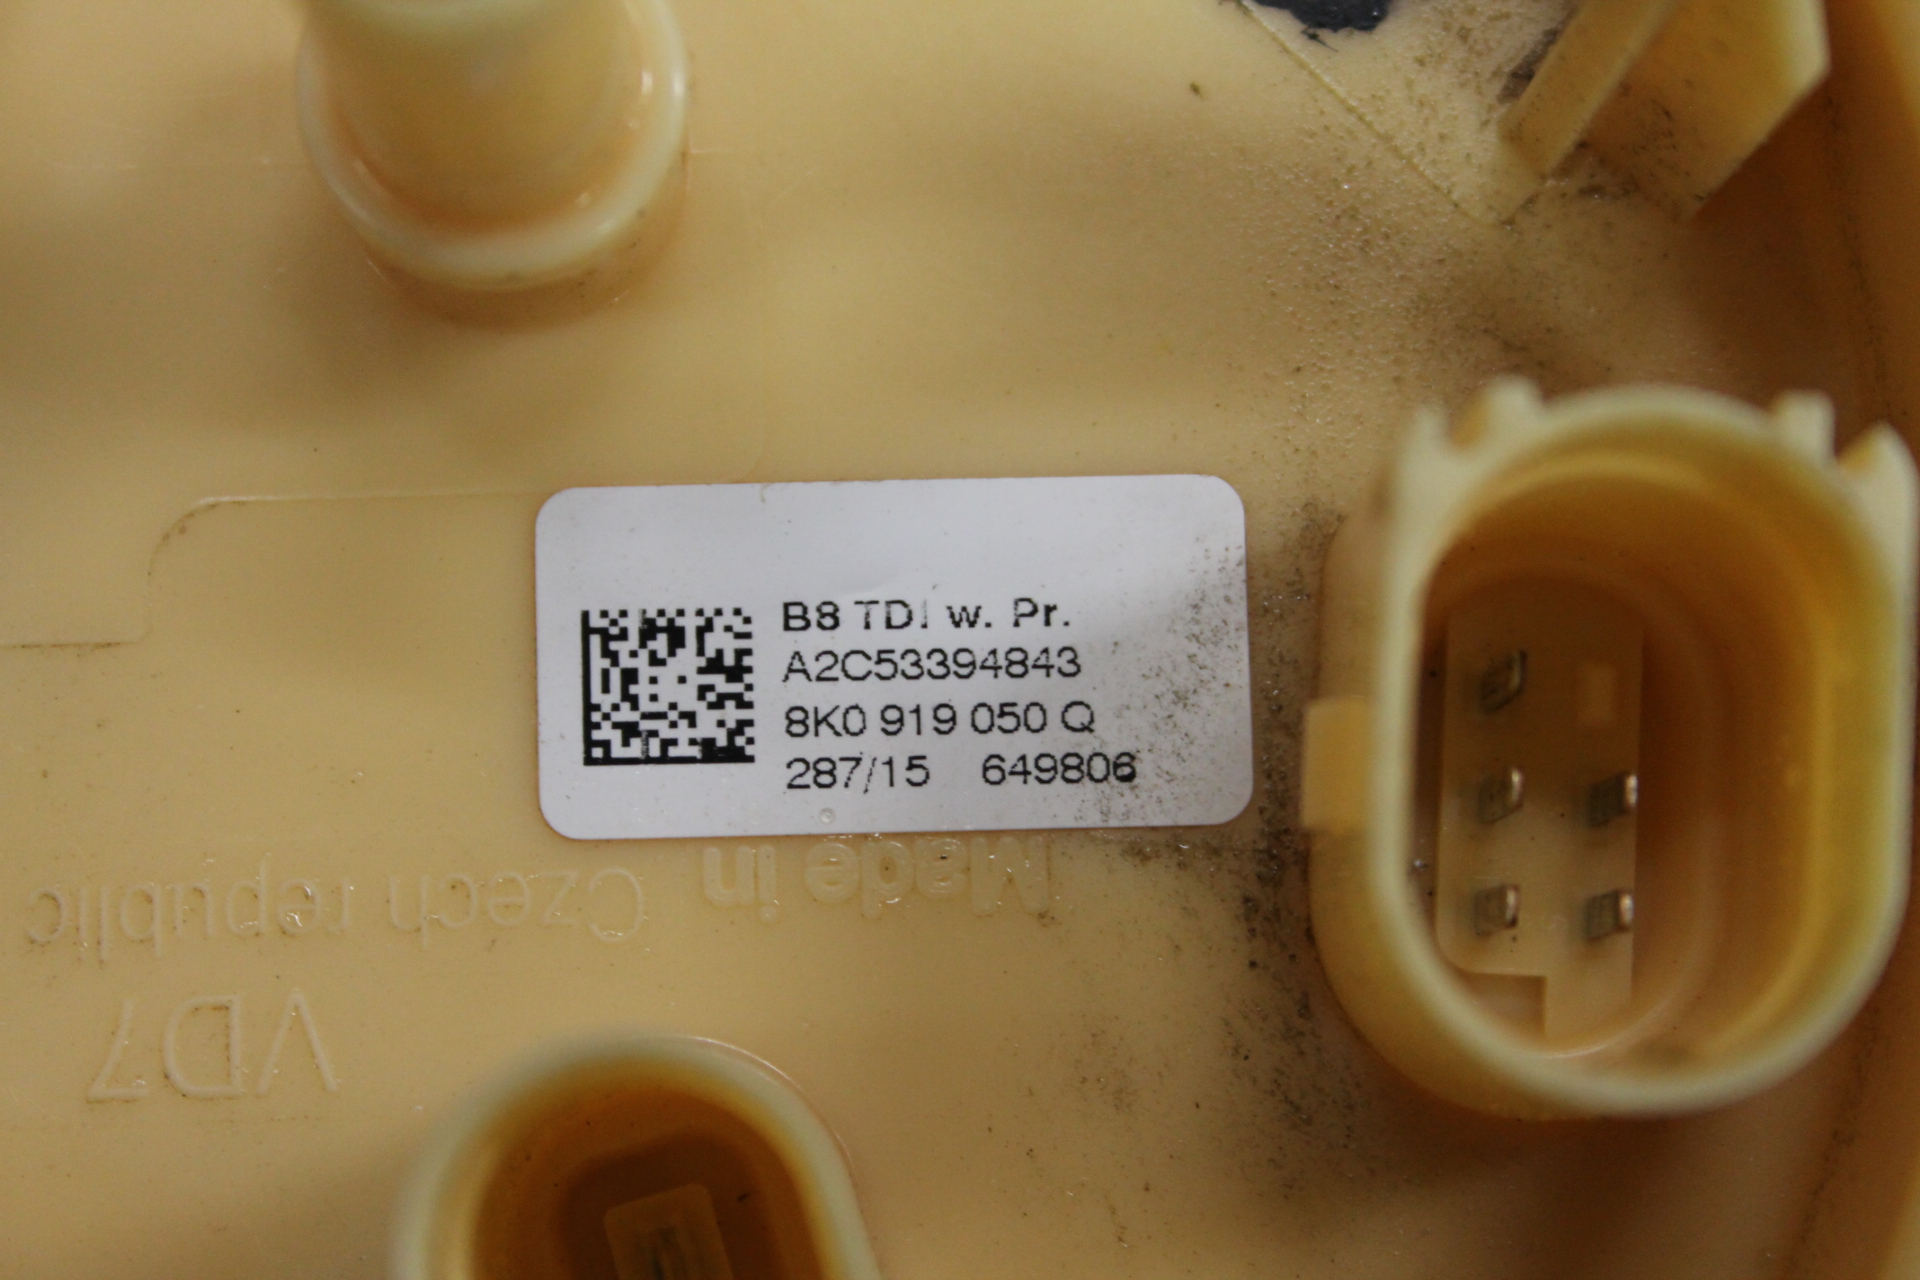 B8 TDI w. Pr.
A2C53394843
8K0 919 050 Q
287/15 649806
Made in Czech republic
VD7